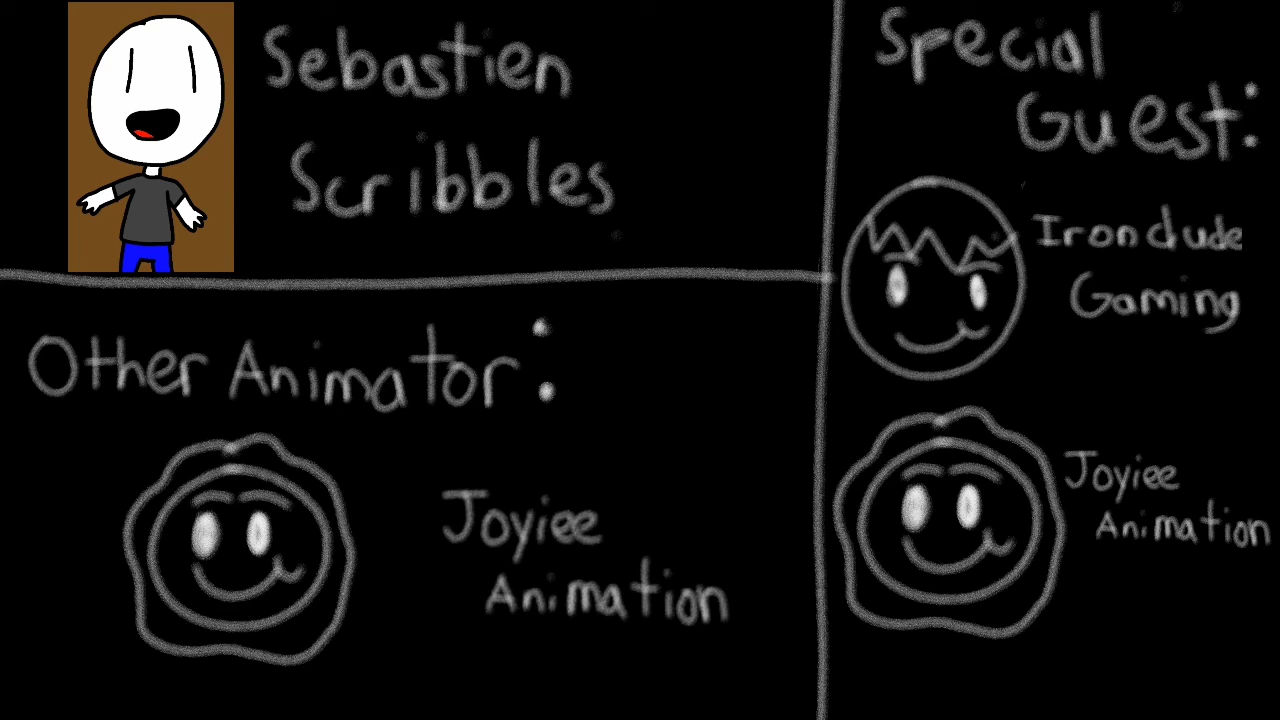 Sebastien
Scribbles
Other Animator:
Joyiee
Animation
Special
Guest:
Irondude
Gaming
Joyiee
Animation